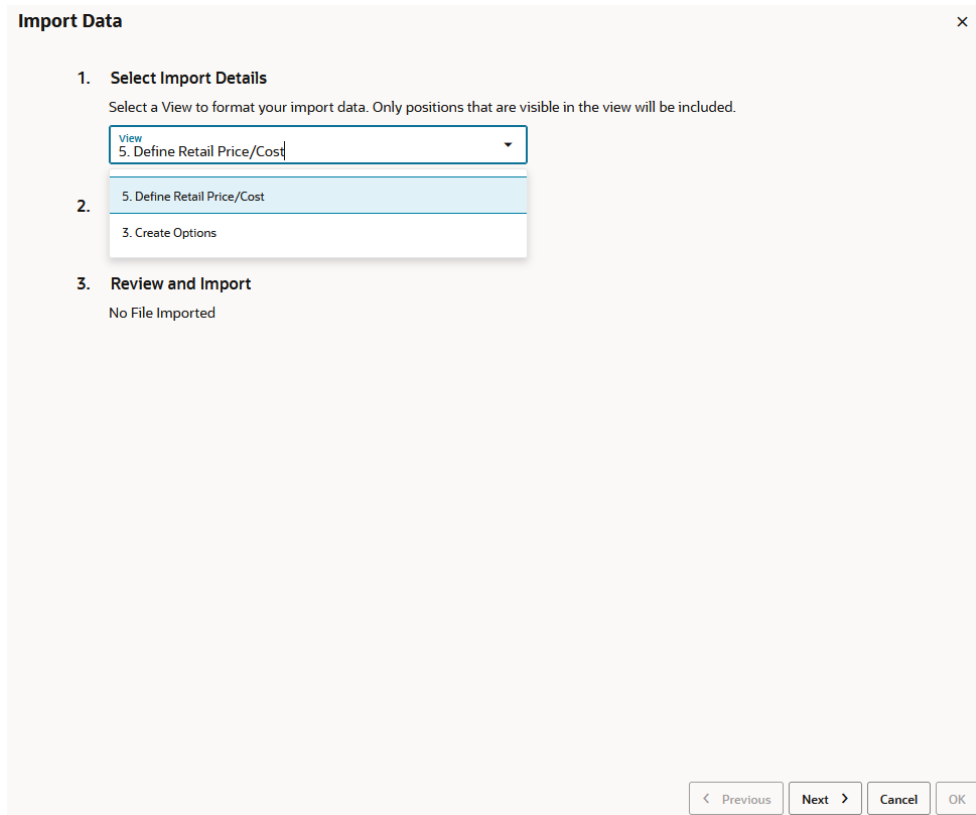 Import Data
1. Select Import Details
Select a View to format your import data. Only positions that are visible in the view will be included.
View
5. Define Retail Price/Cost
5. Define Retail Price/Cost
2.
3. Create Options
3. Review and Import
No File Imported
Previous Next Cancel OK